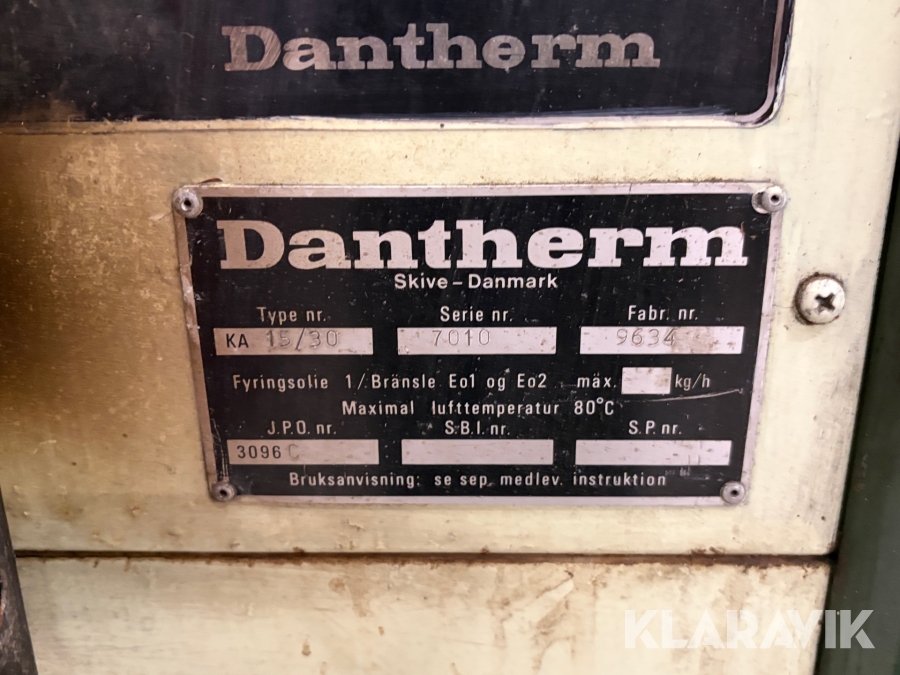 Dantherm
Dantherm
Skive - Danmark
Type nr. Serie nr. Fabr. nr.
KA 15/30 7010 9634
Fyringsolie 1/Bränsle Eo1 og Eo2 mäx. kg/h
Maximal lufttemperatur 80°C
J.P.O. nr. S.B.I. nr. S.P. nr.
3096 C
Bruksanvisning: se sep. medlev. instruktion
KLARAVIK